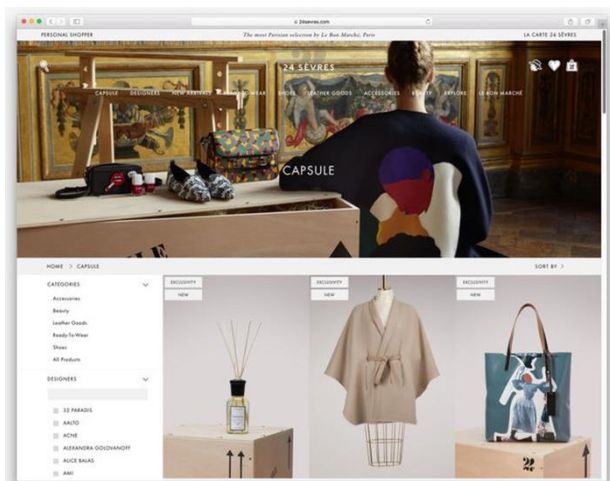 24sevres.com
PERSONAL SHOPPER
The most Parisian selection by Le Bon Marché, Paris
LA CARTE 24 SÈVRES
24 SÈVRES
CAPSULE DESIGNERS NEW ARRIVALS READY-TO-WEAR SHOES LEATHER GOODS ACCESSORIES BEAUTY EXPLORE LE BON MARCHÉ
CAPSULE
HOME > CAPSULE
SORT BY >
CATEGORIES
Accessories
Beauty
Leather Goods
Ready-To-Wear
Shoes
All Products
DESIGNERS
32 PARADIS
AALTO
ACNE
ALEXANDRA GOLOVANOFF
ALICE BALAS
AMI
EXCLUSIVITY
NEW
EXCLUSIVITY
NEW
EXCLUSIVITY
NEW